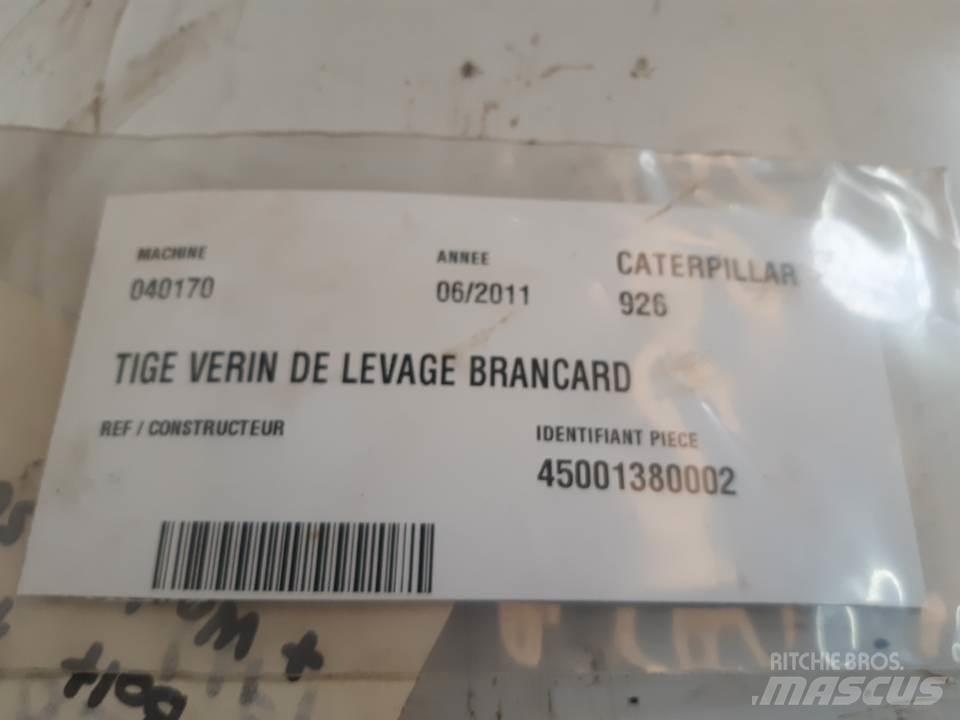 MACHINE
040170
ANNEE
06/2011
CATERPILLAR
926
TIGE VERIN DE LEVAGE BRANCARD
REF / CONSTRUCTEUR
IDENTIFIANT PIECE
45001380002
RITCHIE BROS.
MASCUS